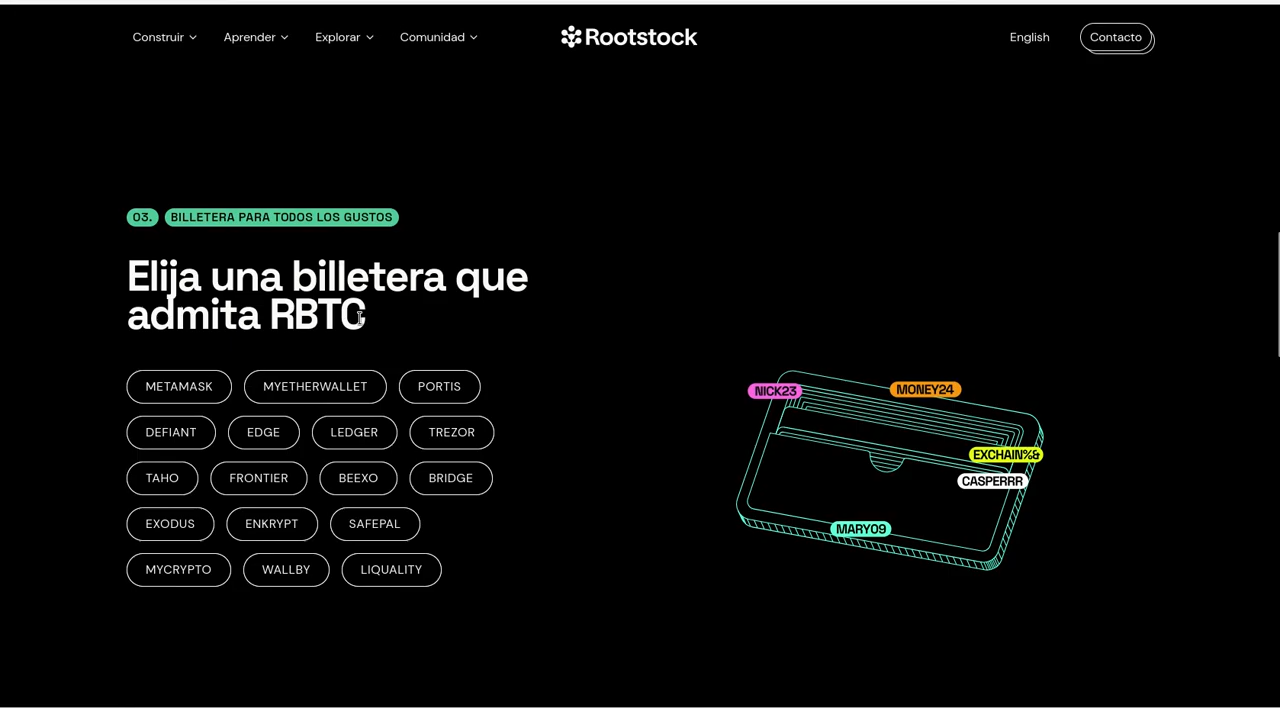 Construir Aprender Explorar Comunidad Rootstock English Contacto
03. BILLETERA PARA TODOS LOS GUSTOS
Elija una billetera que
admita RBTC
METAMASK MYETHERWALLET PORTIS
DEFIANT EDGE LEDGER TREZOR
TAHO FRONTIER BEEXO BRIDGE
EXODUS ENKRYPT SAFEPAL
MYCRYPTO WALLBY LIQUALITY
NICK23 MONEY24
EXCHAIN%&
CASPERRR
MARY09